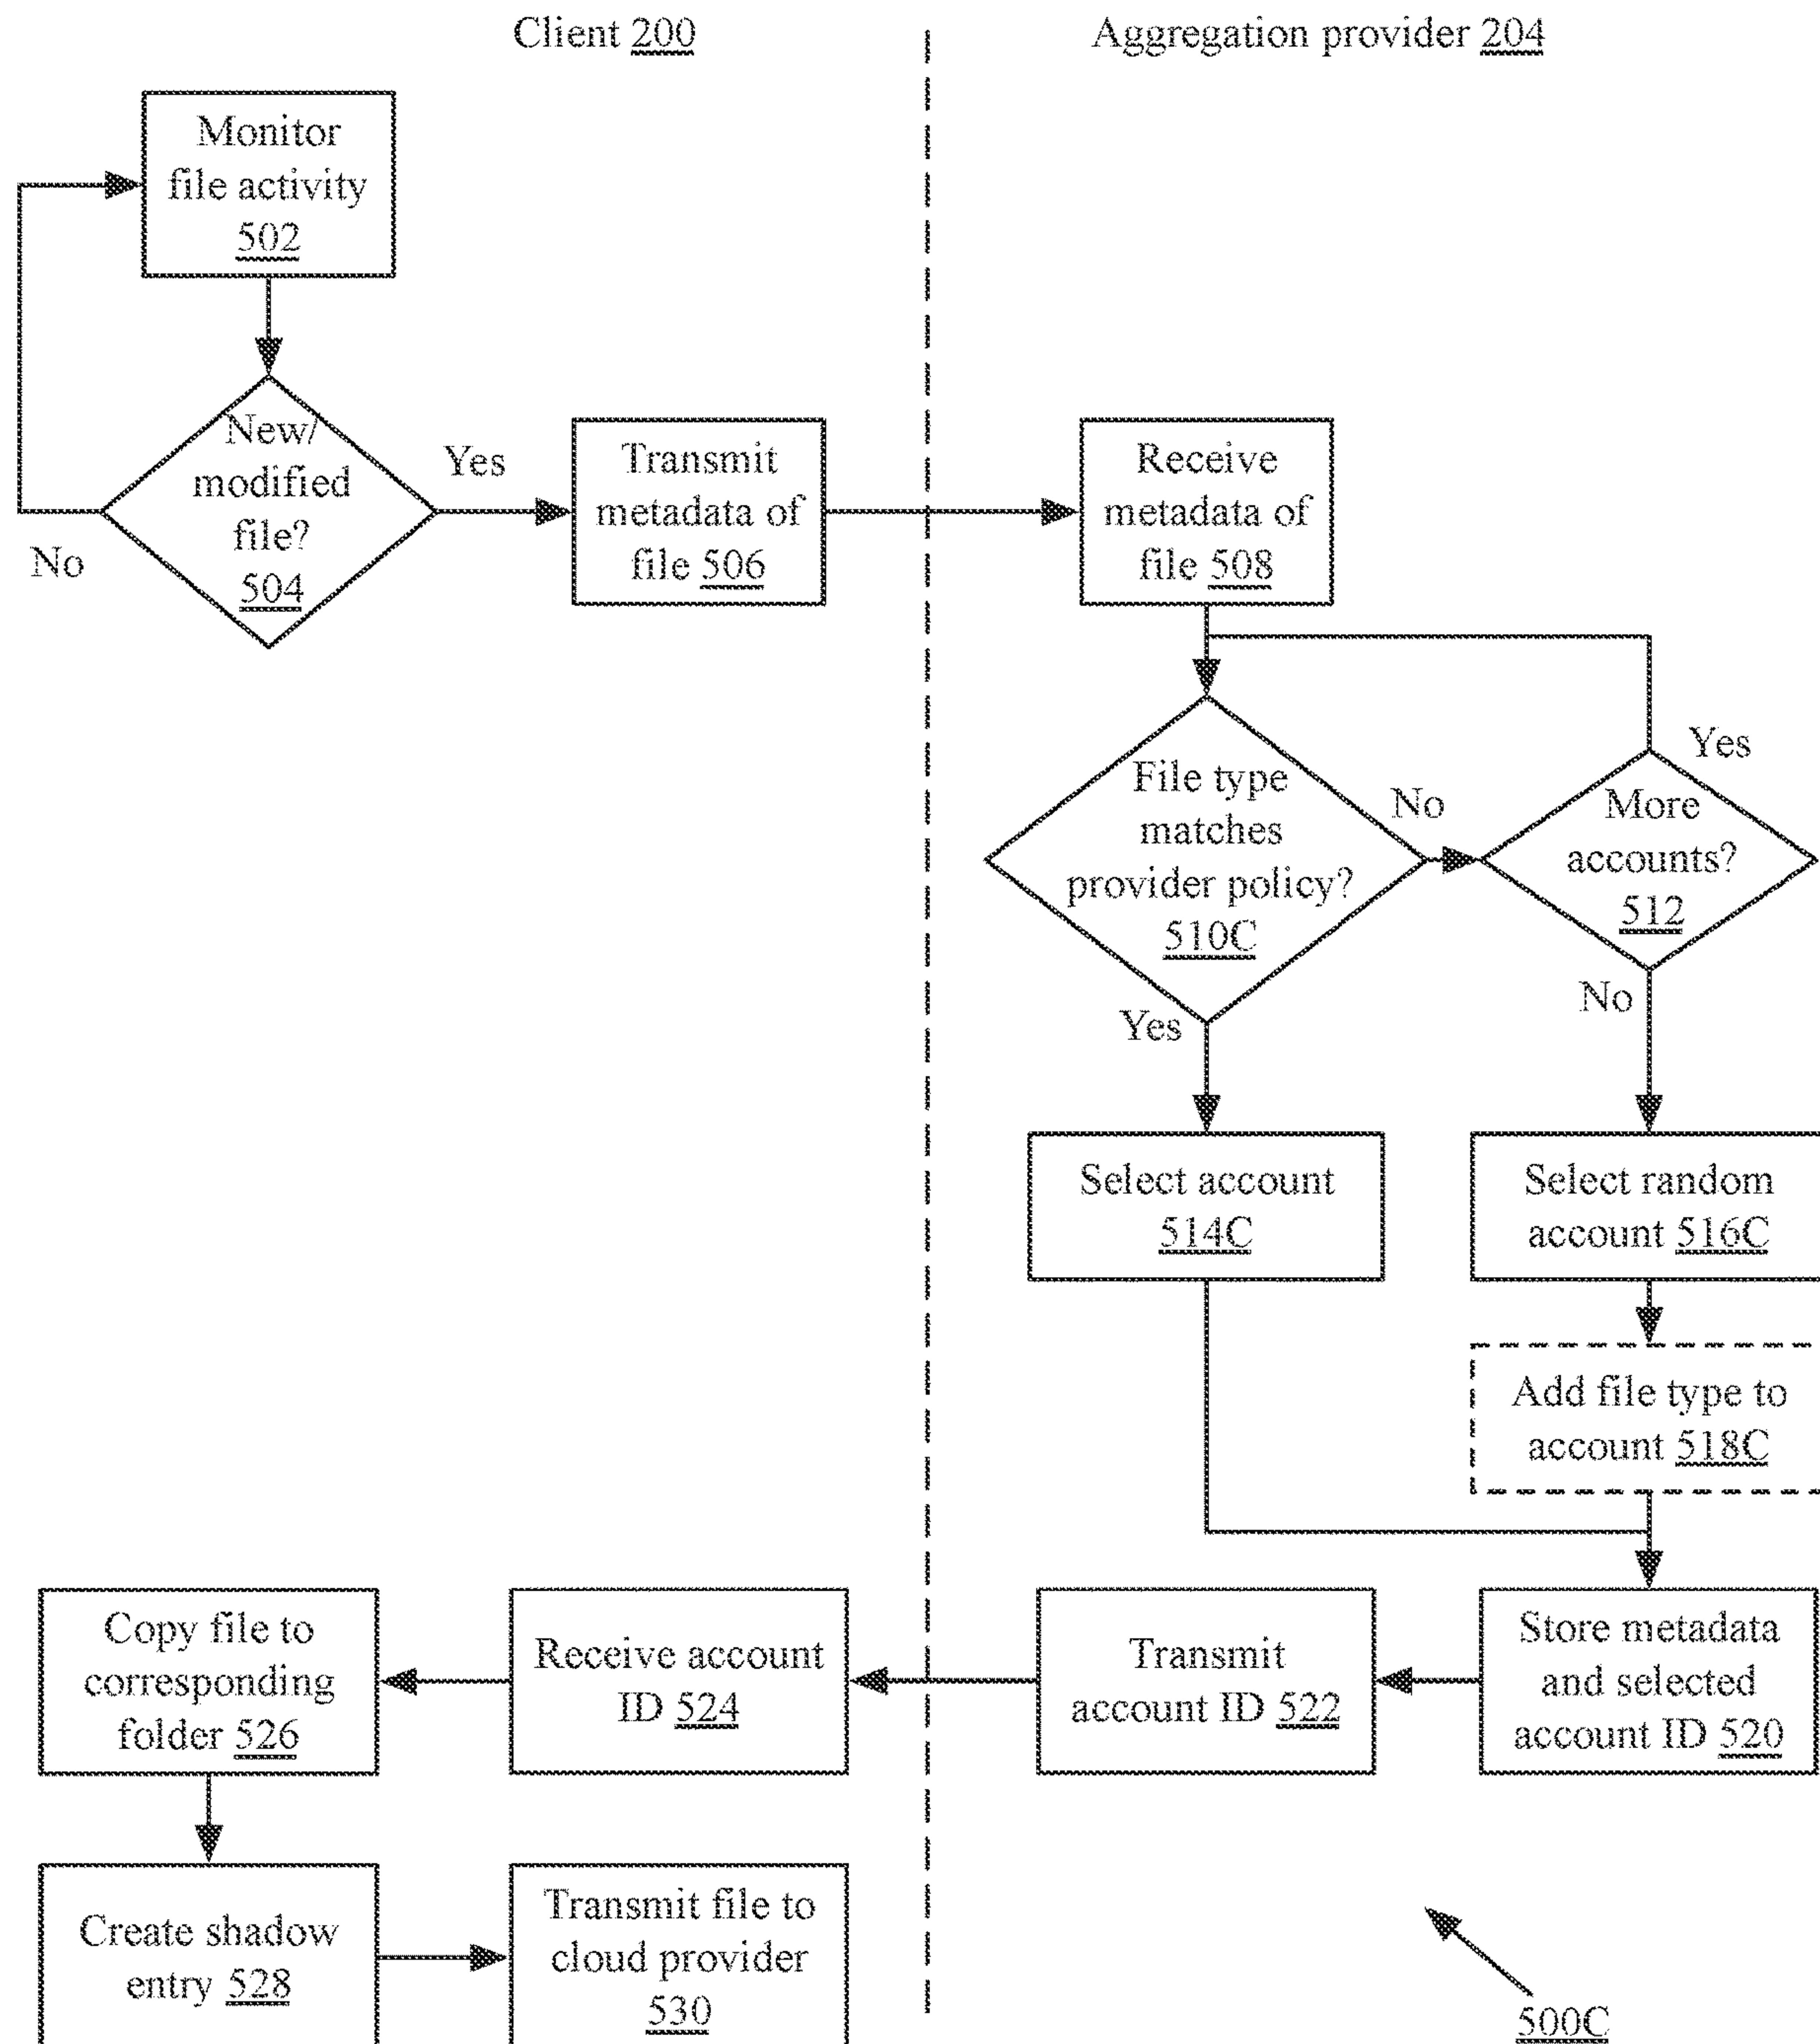 Client 200
Aggregation provider 204
Monitor
file activity
502
New/
modified
file?
504
Yes
No
Transmit
metadata of
file 506
Receive
metadata of
file 508
File type
matches
provider policy?
510C
No
Yes
More
accounts?
512
Yes
No
Select account
514C
Select random
account 516C
Add file type to
account 518C
Store metadata
and selected
account ID 520
Transmit
account ID 522
Receive account
ID 524
Copy file to
corresponding
folder 526
Create shadow
entry 528
Transmit file to
cloud provider
530
500C